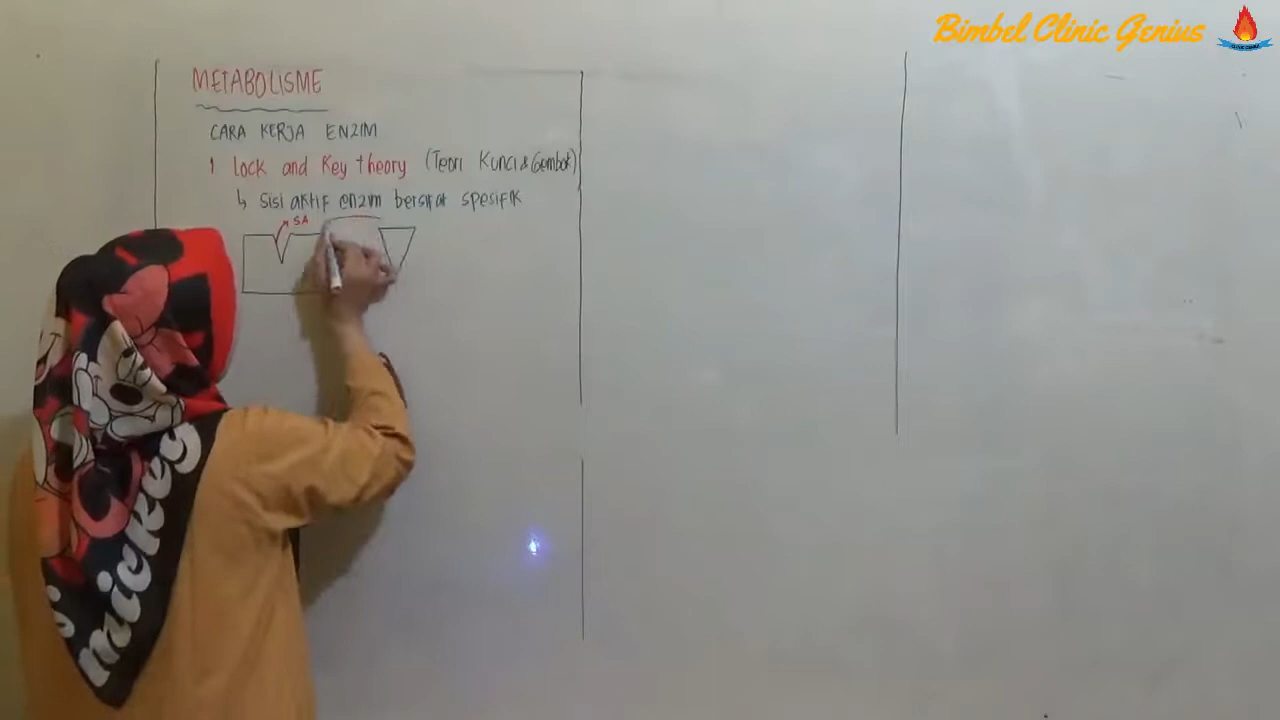 Bimbel Clinic Genius
METABOLISME
CARA KERJA ENZIM
1 Lock and Key theory (Teori Kunci & Gembok)
↳ Sisi aktif enzim bersifat spesifik
SA
mickey